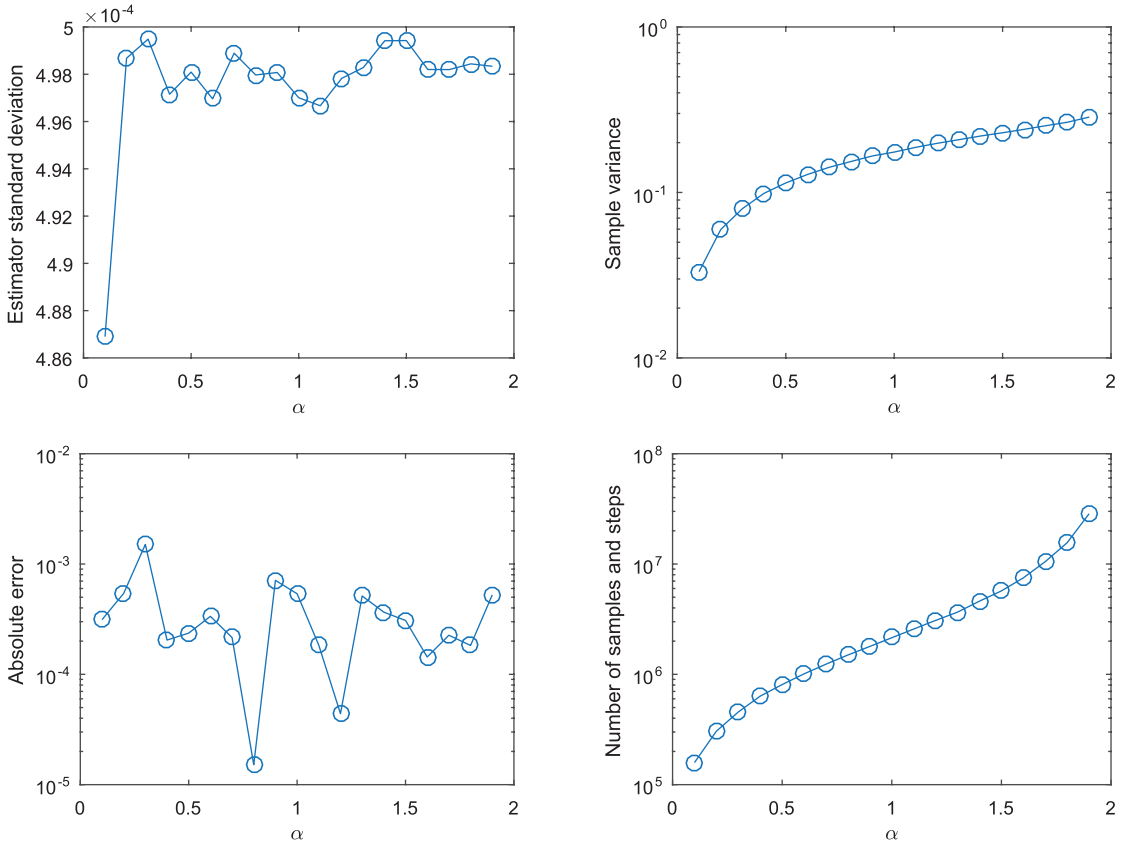 ×10⁻⁴
5
4.98
4.96
4.94
4.92
4.9
4.88
4.86
0 0.5 1 1.5 2
α
Estimator standard deviation
10⁰
10⁻¹
10⁻²
0 0.5 1 1.5 2
α
Sample variance
10⁻²
10⁻³
10⁻⁴
10⁻⁵
0 0.5 1 1.5 2
α
Absolute error
10⁸
10⁷
10⁶
10⁵
0 0.5 1 1.5 2
α
Number of samples and steps